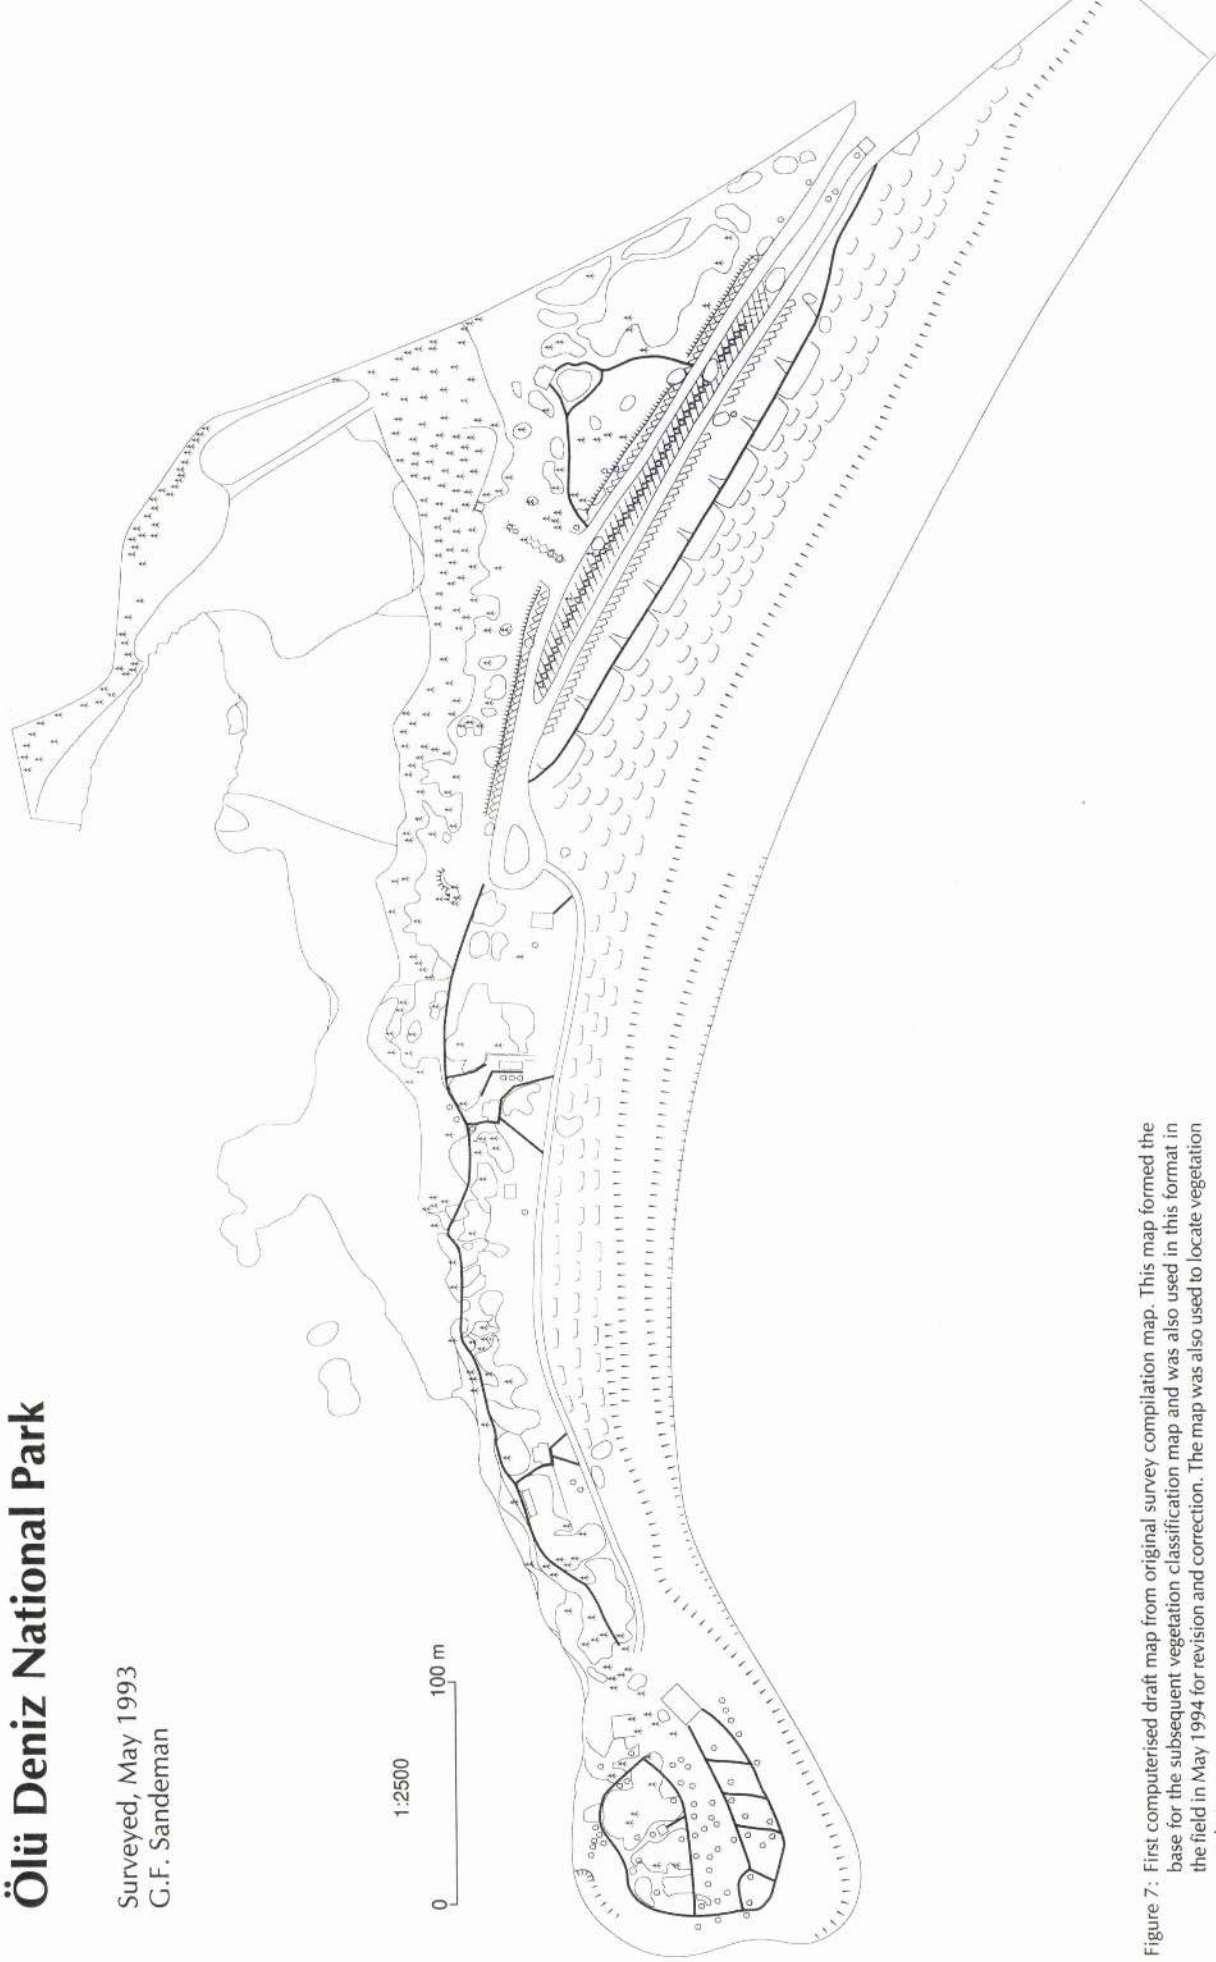 Ölü Deniz National Park
Surveyed, May 1993
G.F. Sandeman
1:2500
0 100 m
Figure 7: First computerised draft map from original survey compilation map. This map formed the
base for the subsequent vegetation classification map and was also used in this format in
the field in May 1994 for revision and correction. The map was also used to locate vegetation